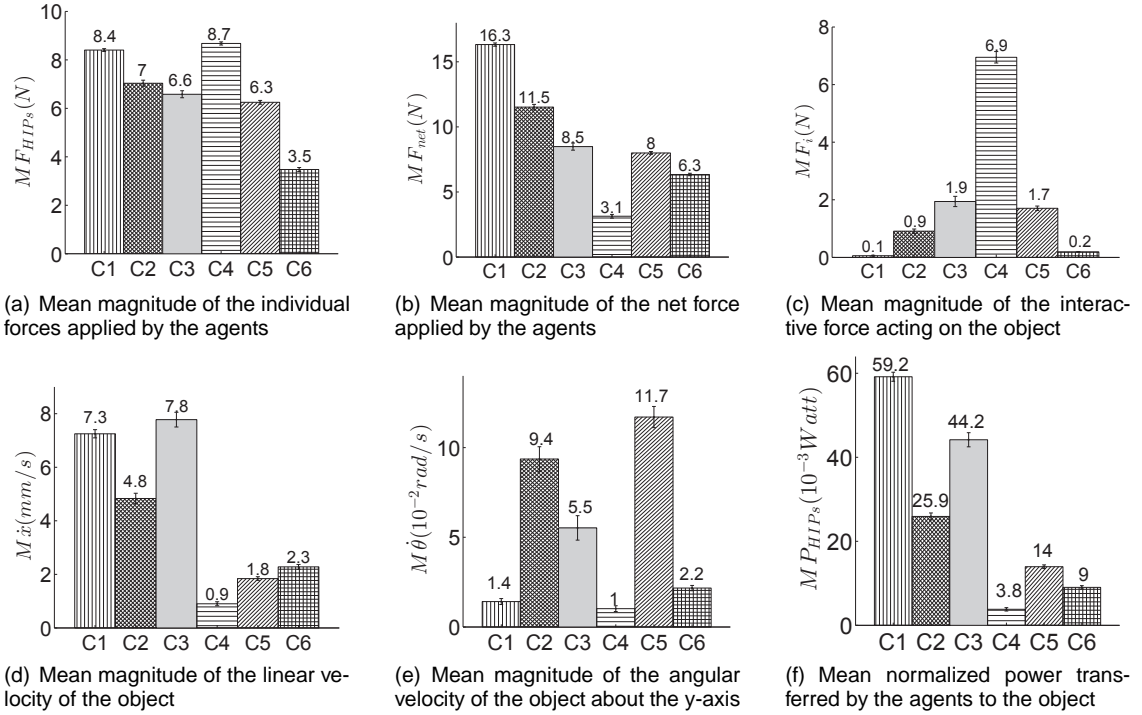 10
8
6
4
2
0
MF_HIPs(N)
8.4
7
6.6
8.7
6.3
3.5
C1 C2 C3 C4 C5 C6
(a) Mean magnitude of the individual
forces applied by the agents
15
10
5
0
MF_net(N)
16.3
11.5
8.5
3.1
8
6.3
C1 C2 C3 C4 C5 C6
(b) Mean magnitude of the net force
applied by the agents
8
6
4
2
0
MF_i(N)
0.1
0.9
1.9
6.9
1.7
0.2
C1 C2 C3 C4 C5 C6
(c) Mean magnitude of the interac-
tive force acting on the object
8
6
4
2
0
Mẋ(mm/s)
7.3
4.8
7.8
0.9
1.8
2.3
C1 C2 C3 C4 C5 C6
(d) Mean magnitude of the linear ve-
locity of the object
10
5
0
Mθ̇(10⁻²rad/s)
1.4
9.4
5.5
1
11.7
2.2
C1 C2 C3 C4 C5 C6
(e) Mean magnitude of the angular
velocity of the object about the y-axis
60
40
20
0
MP_HIPs(10⁻³Watt)
59.2
25.9
44.2
3.8
14
9
C1 C2 C3 C4 C5 C6
(f) Mean normalized power trans-
ferred by the agents to the object